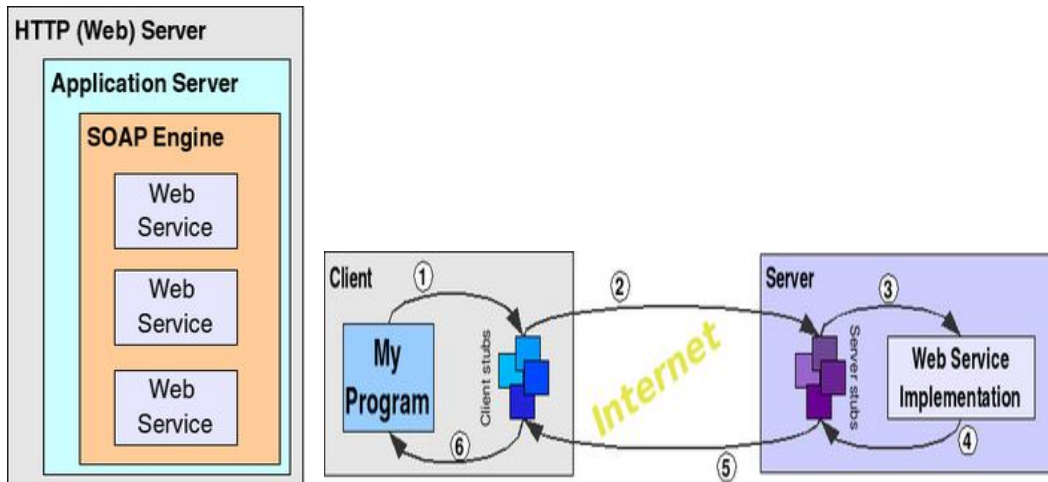 HTTP (Web) Server
Application Server
SOAP Engine
Web
Service
Web
Service
Web
Service
Client
1
My
Program
Client stubs
6
2
Internet
5
Server
3
Server stubs
Web Service
Implementation
4